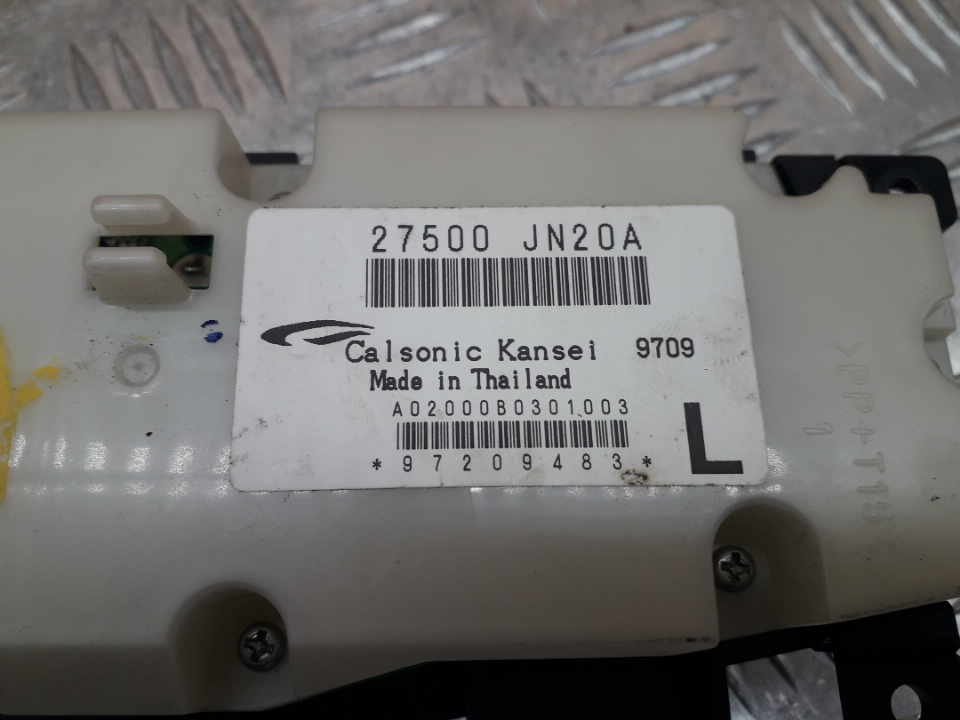 27500 JN20A
Calsonic Kansei 9709
Made in Thailand
A02000B0301003
*97209483*
L